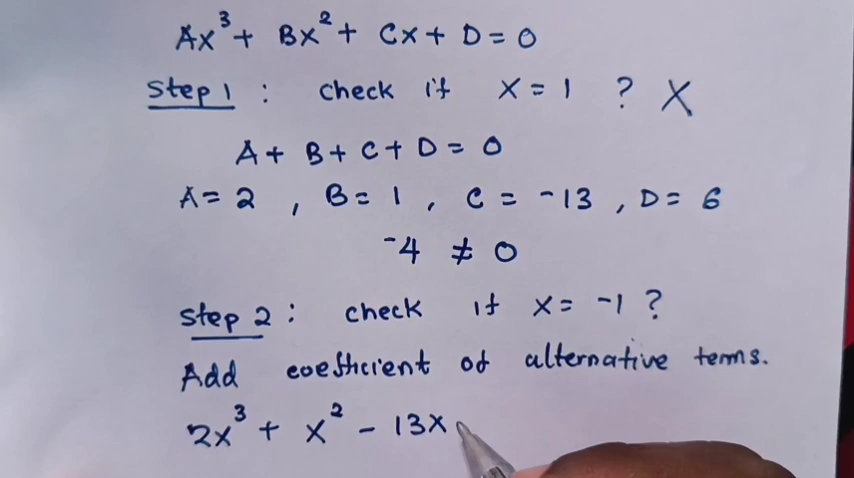 Ax³ + Bx² + Cx + D = 0
Step 1 : check if x = 1 ? X
A + B + C + D = 0
A = 2 , B = 1 , C = -13 , D = 6
-4 ≠ 0
Step 2 : check if x = -1 ?
Add coefficient of alternative terms.
2x³ + x² - 13x